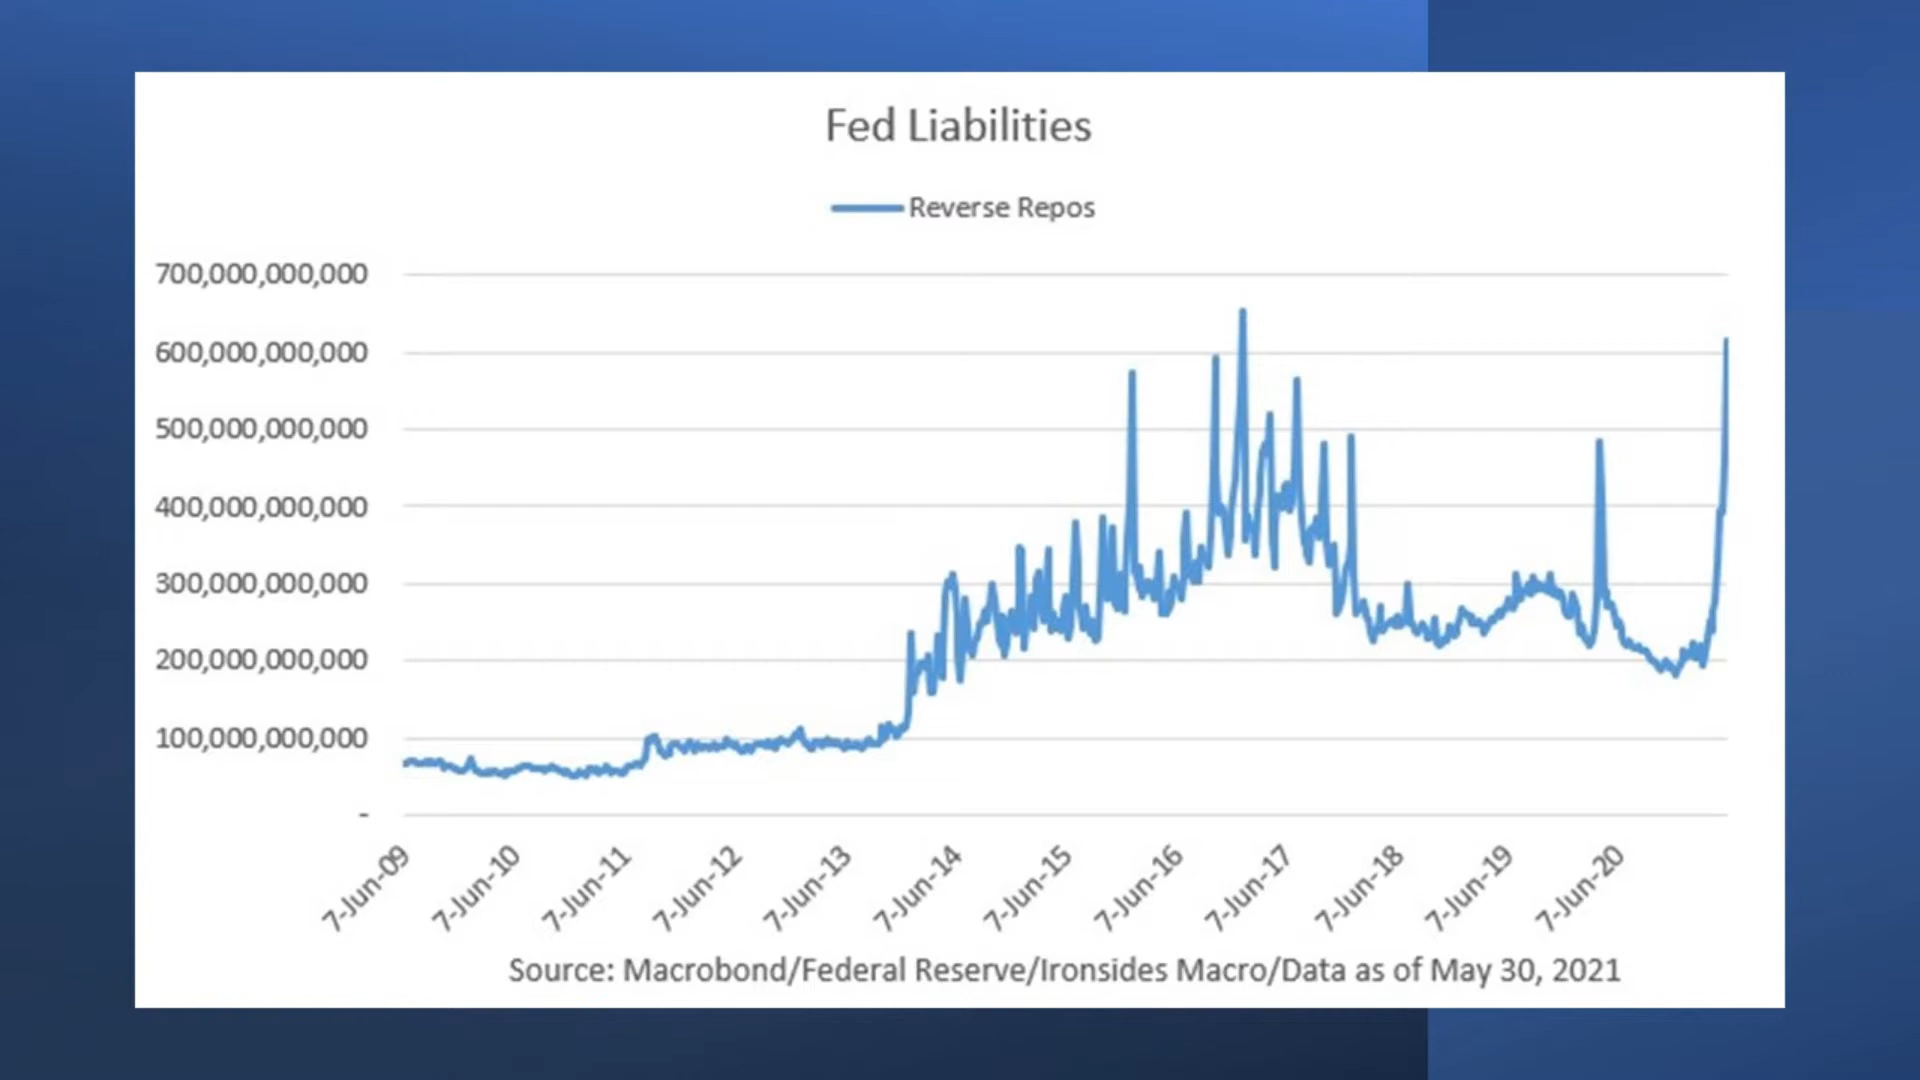 Fed Liabilities
Reverse Repos
700,000,000,000
600,000,000,000
500,000,000,000
400,000,000,000
300,000,000,000
200,000,000,000
100,000,000,000
-
7-Jun-09
7-Jun-10
7-Jun-11
7-Jun-12
7-Jun-13
7-Jun-14
7-Jun-15
7-Jun-16
7-Jun-17
7-Jun-18
7-Jun-19
7-Jun-20
Source: Macrobond/Federal Reserve/Ironsides Macro/Data as of May 30, 2021